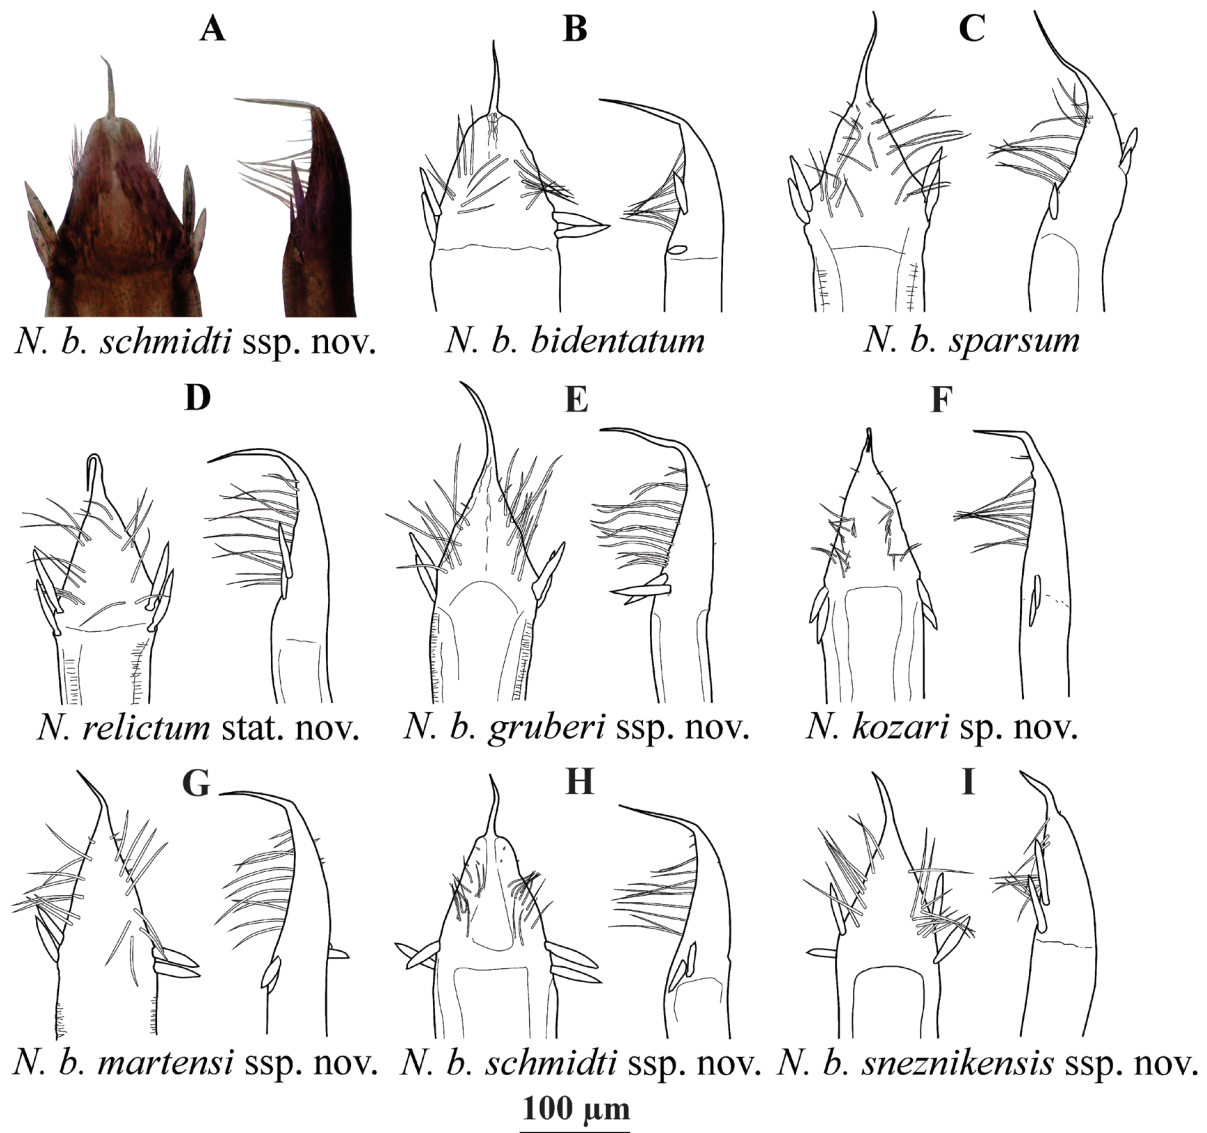 A B C
N. b. schmidti ssp. nov. N. b. bidentatum N. b. sparsum
D E F
N. relictum stat. nov. N. b. gruberi ssp. nov. N. kozari sp. nov.
G H I
N. b. martensi ssp. nov. N. b. schmidti ssp. nov. N. b. sneznikensis ssp. nov.
100 µm